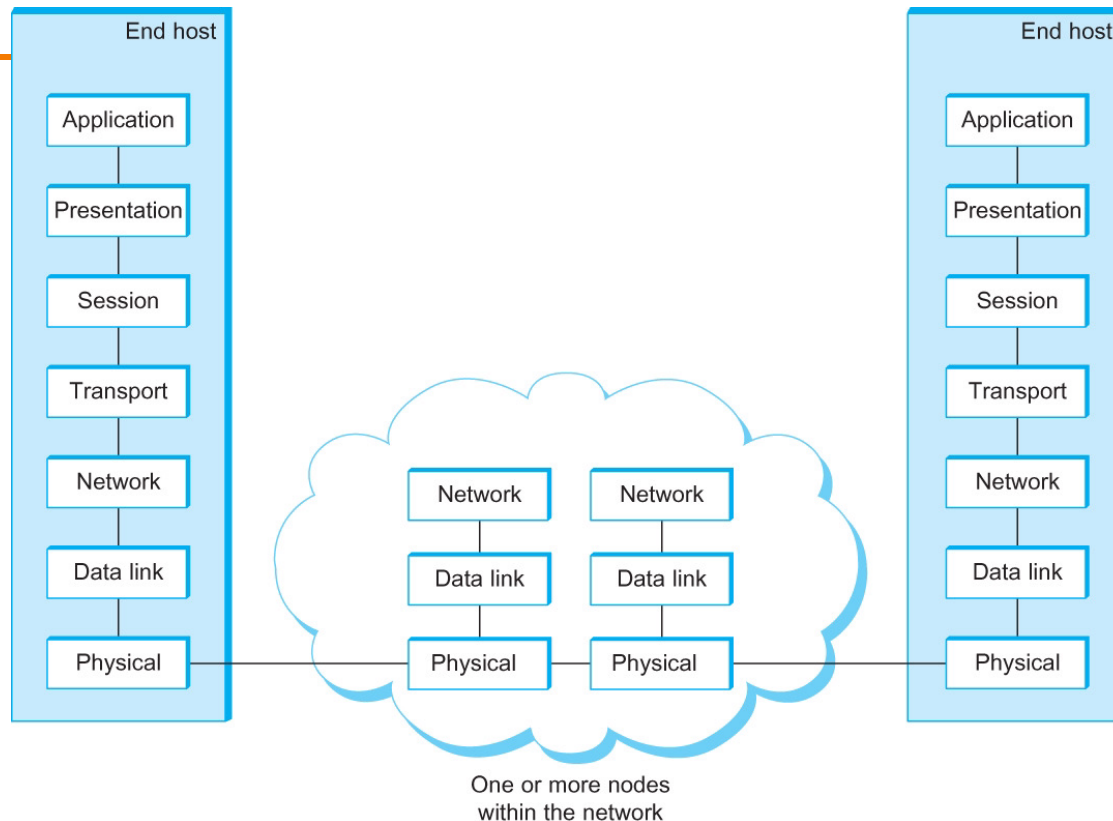 End host
Application
Presentation
Session
Transport
Network
Data link
Physical
Network
Data link
Physical
Network
Data link
Physical
One or more nodes
within the network
End host
Application
Presentation
Session
Transport
Network
Data link
Physical